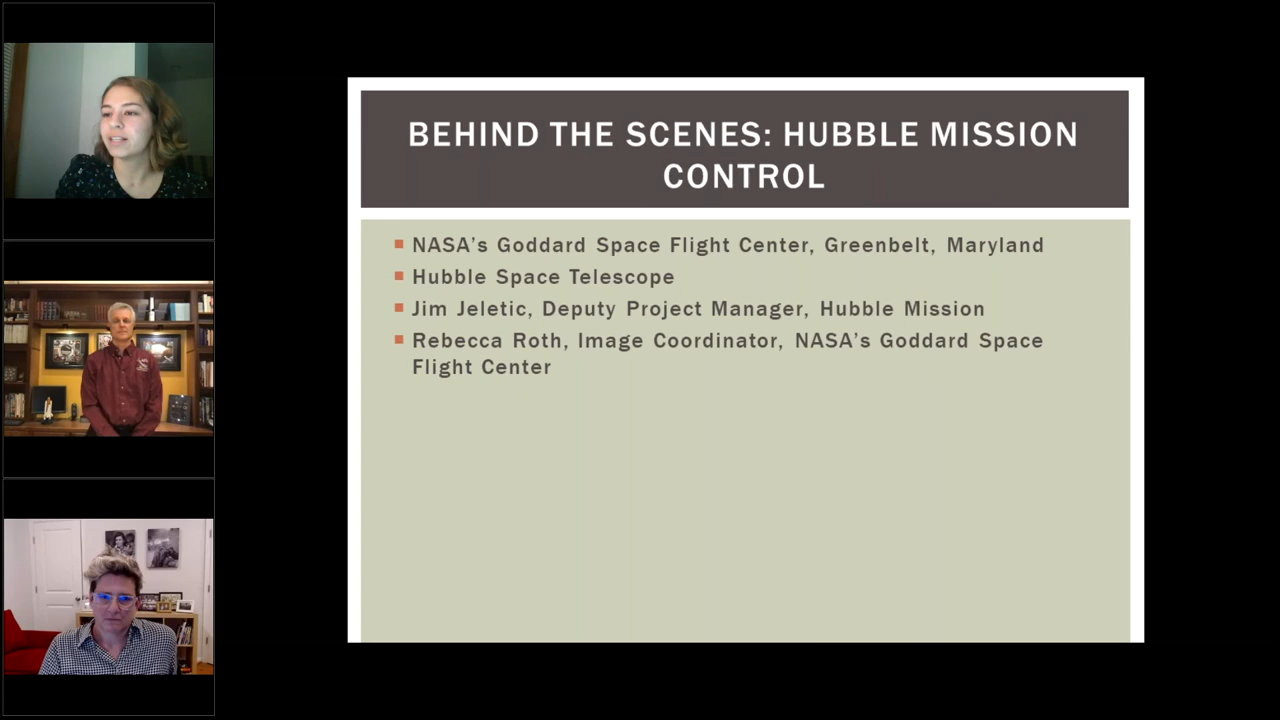 BEHIND THE SCENES: HUBBLE MISSION
CONTROL
NASA's Goddard Space Flight Center, Greenbelt, Maryland
Hubble Space Telescope
Jim Jeletic, Deputy Project Manager, Hubble Mission
Rebecca Roth, Image Coordinator, NASA's Goddard Space
Flight Center